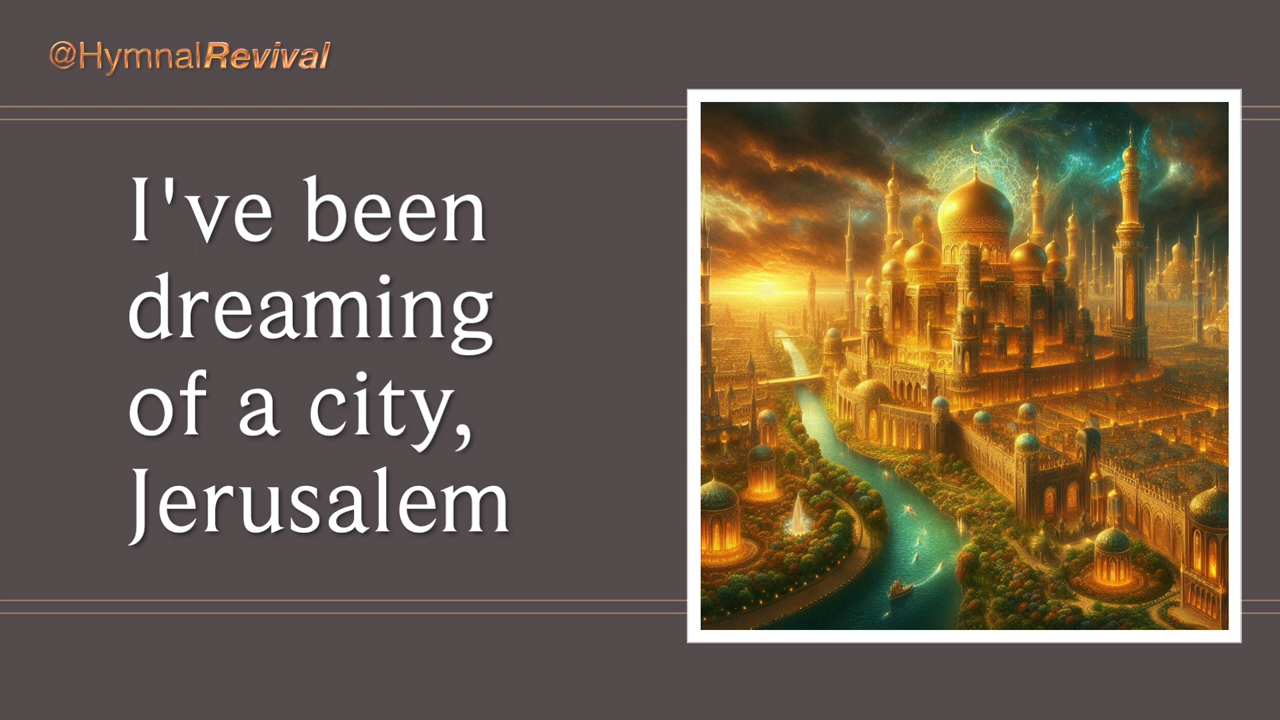 @HymnalRevival
I've been
dreaming
of a city,
Jerusalem